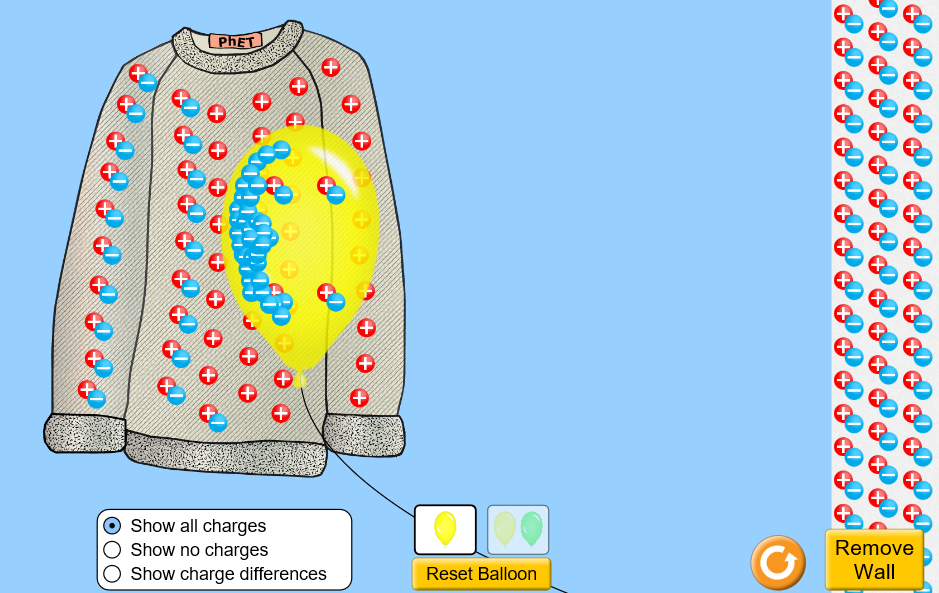 PhET
Show all charges
Show no charges
Show charge differences
Reset Balloon
Remove
Wall